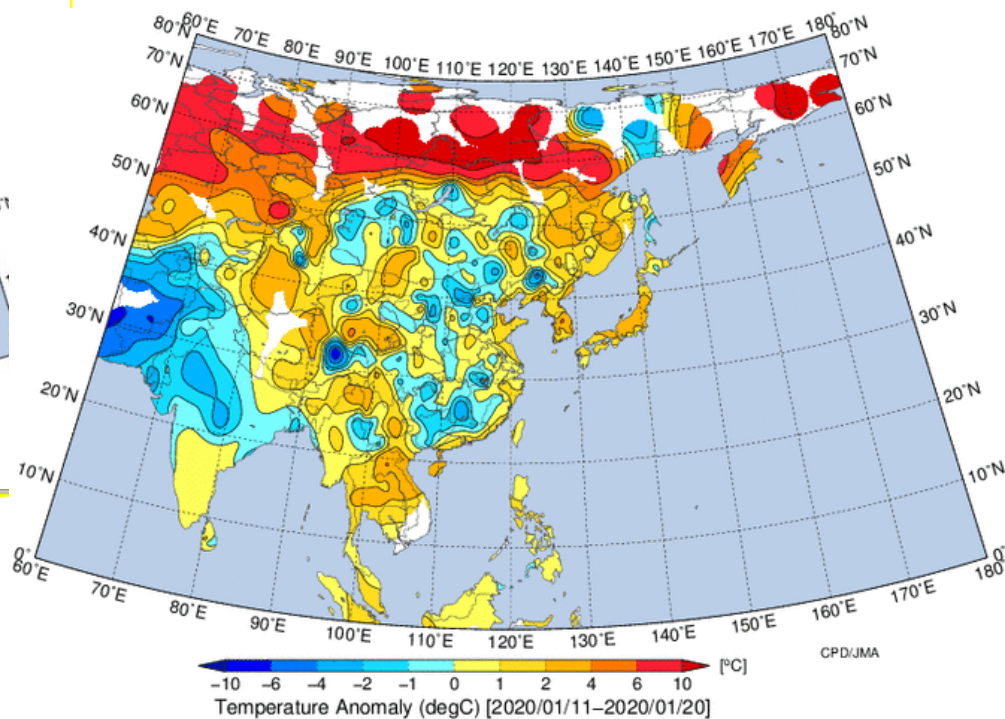 60°E 70°E 80°E 90°E 100°E 110°E 120°E 130°E 140°E 150°E 160°E 170°E 180°
80°N 80°N
70°N 70°N
60°N 60°N
50°N 50°N
40°N 40°N
30°N 30°N
20°N 20°N
10°N 10°N
0° 0°
60°E 70°E 80°E 90°E 100°E 110°E 120°E 130°E 140°E 150°E 160°E 170°E 180°
CPD/JMA
[°C]
−10 −6 −4 −2 −1 0 1 2 4 6 10
Temperature Anomaly (degC) [2020/01/11−2020/01/20]